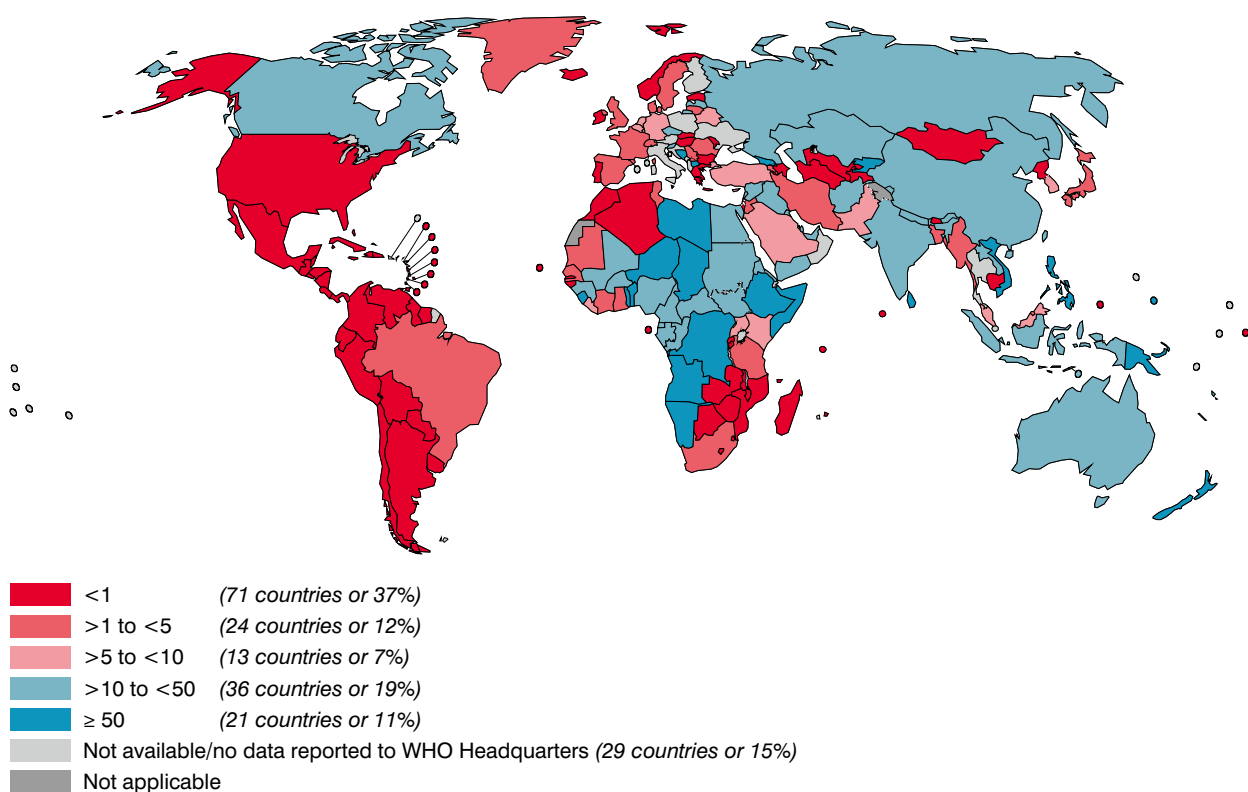 <1 (71 countries or 37%)
>1 to <5 (24 countries or 12%)
>5 to <10 (13 countries or 7%)
>10 to <50 (36 countries or 19%)
≥ 50 (21 countries or 11%)
Not available/no data reported to WHO Headquarters (29 countries or 15%)
Not applicable